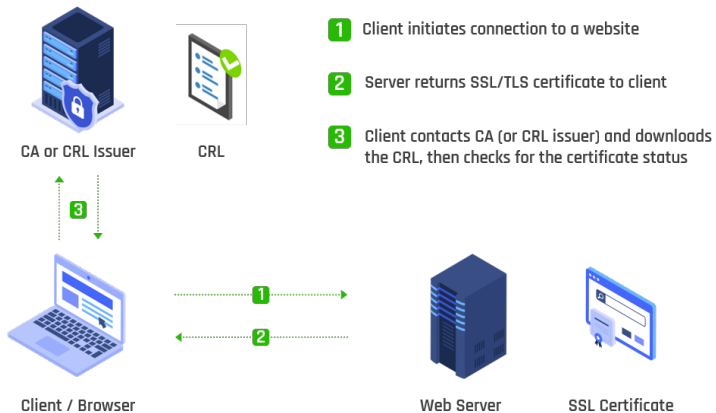 1 Client initiates connection to a website
2 Server returns SSL/TLS certificate to client
3 Client contacts CA (or CRL issuer) and downloads
the CRL, then checks for the certificate status
CA or CRL Issuer
CRL
3
1
2
Client / Browser
Web Server
SSL Certificate